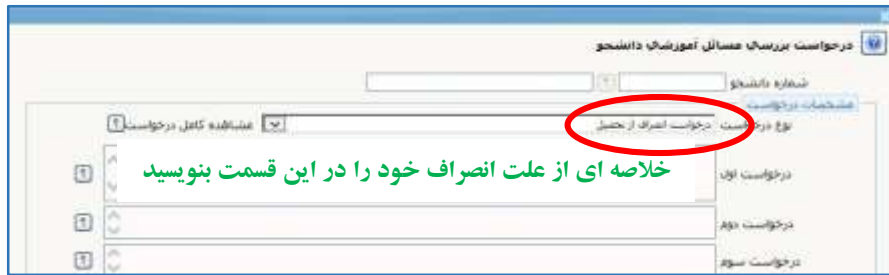 درخواست بررسی مسائل آموزشی دانشجو
شماره دانشجو
مشخصات درخواست
نوع درخواست درخواست انصراف از تحصیل مشاهده کامل درخواست
درخواست اول خلاصه ای از علت انصراف خود را در این قسمت بنویسید
درخواست دوم
درخواست سوم